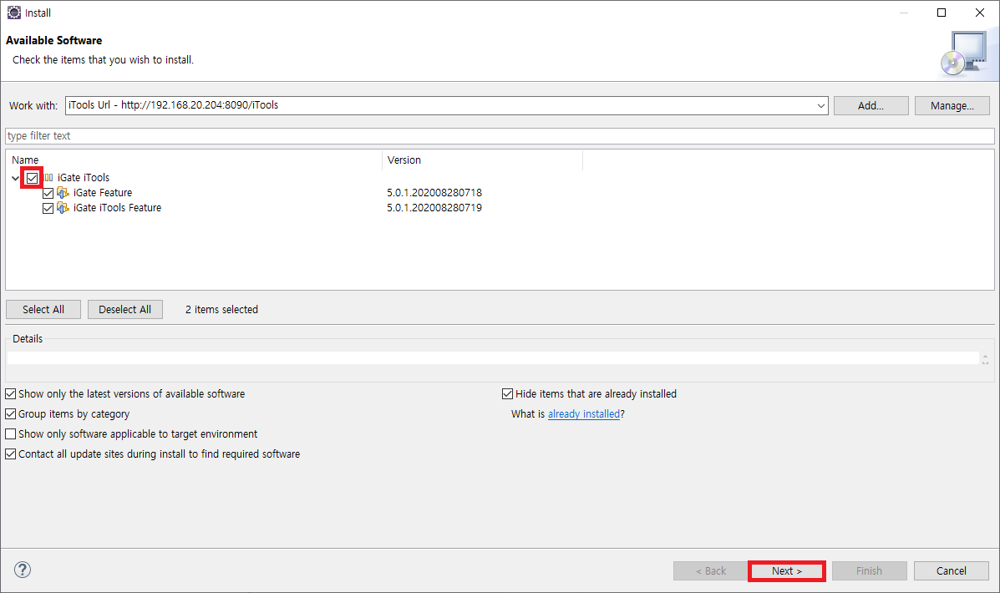 Install
Available Software
Check the items that you wish to install.
Work with: iTools Url - http://192.168.20.204:8090/iTools Add... Manage...
type filter text
Name Version
iGate iTools
iGate Feature 5.0.1.202008280718
iGate iTools Feature 5.0.1.202008280719
Select All Deselect All 2 items selected
Details
Show only the latest versions of available software Hide items that are already installed
Group items by category What is already installed?
Show only software applicable to target environment
Contact all update sites during install to find required software
? < Back Next > Finish Cancel